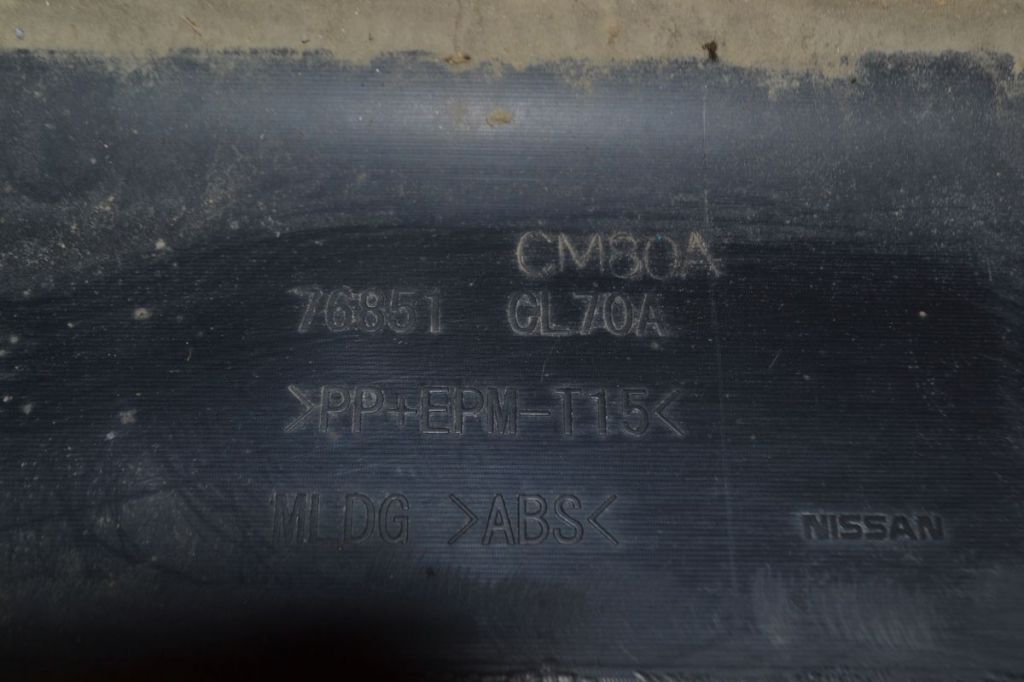 CM80A
76851 CL70A
>PP+EPM-T15<
MLDG >ABS<
NISSAN